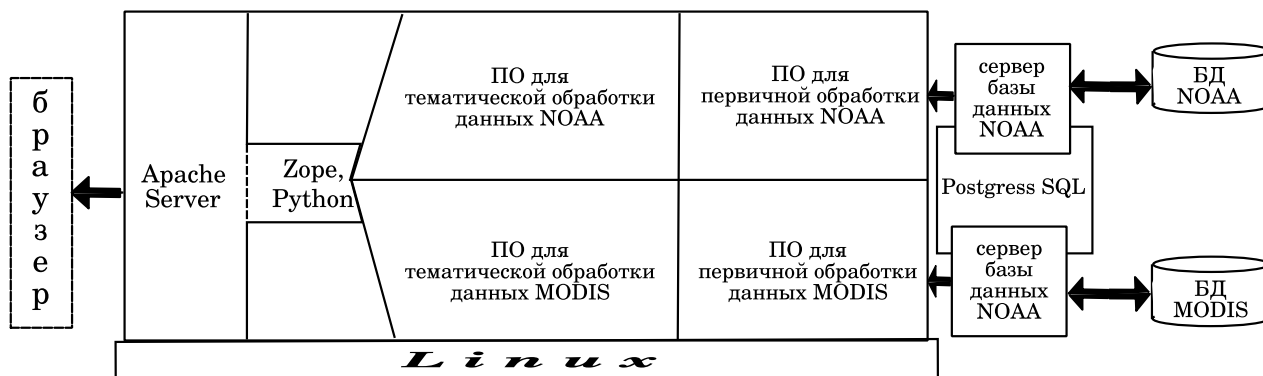 браузер
Apache
Server
Zope,
Python
ПО для
тематической обработки
данных NOAA
ПО для
первичной обработки
данных NOAA
сервер
базы
данных
NOAA
БД
NOAA
Postgress SQL
ПО для
тематической обработки
данных MODIS
ПО для
первичной обработки
данных MODIS
сервер
базы
данных
NOAA
БД
MODIS
Linux